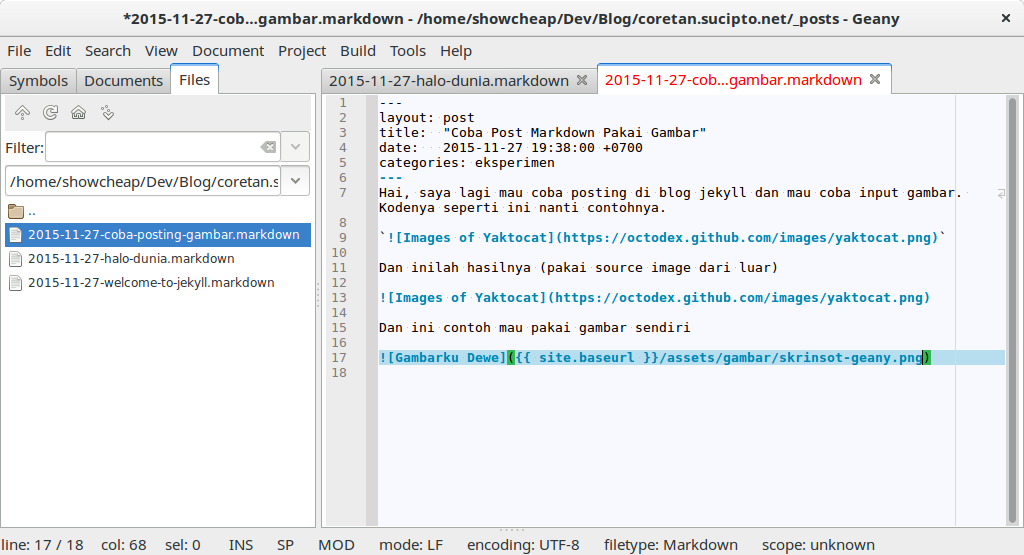 *2015-11-27-cob...gambar.markdown - /home/showcheap/Dev/Blog/coretan.sucipto.net/_posts - Geany
File Edit Search View Document Project Build Tools Help
Symbols Documents Files
2015-11-27-halo-dunia.markdown 2015-11-27-cob...gambar.markdown
Filter:
/home/showcheap/Dev/Blog/coretan.s
..
2015-11-27-coba-posting-gambar.markdown
2015-11-27-halo-dunia.markdown
2015-11-27-welcome-to-jekyll.markdown
1 ---
2 layout: post
3 title:  "Coba Post Markdown Pakai Gambar"
4 date:   2015-11-27 19:38:00 +0700
5 categories: eksperimen
6 ---
7 Hai, saya lagi mau coba posting di blog jekyll dan mau coba input gambar.
Kodenya seperti ini nanti contohnya.
8
9 `![Images of Yaktocat](https://octodex.github.com/images/yaktocat.png)`
10
11 Dan inilah hasilnya (pakai source image dari luar)
12
13 ![Images of Yaktocat](https://octodex.github.com/images/yaktocat.png)
14
15 Dan ini contoh mau pakai gambar sendiri
16
17 ![Gambarku Dewe]({{ site.baseurl }}/assets/gambar/skrinsot-geany.png)
18
line: 17 / 18 col: 68 sel: 0 INS SP MOD mode: LF encoding: UTF-8 filetype: Markdown scope: unknown